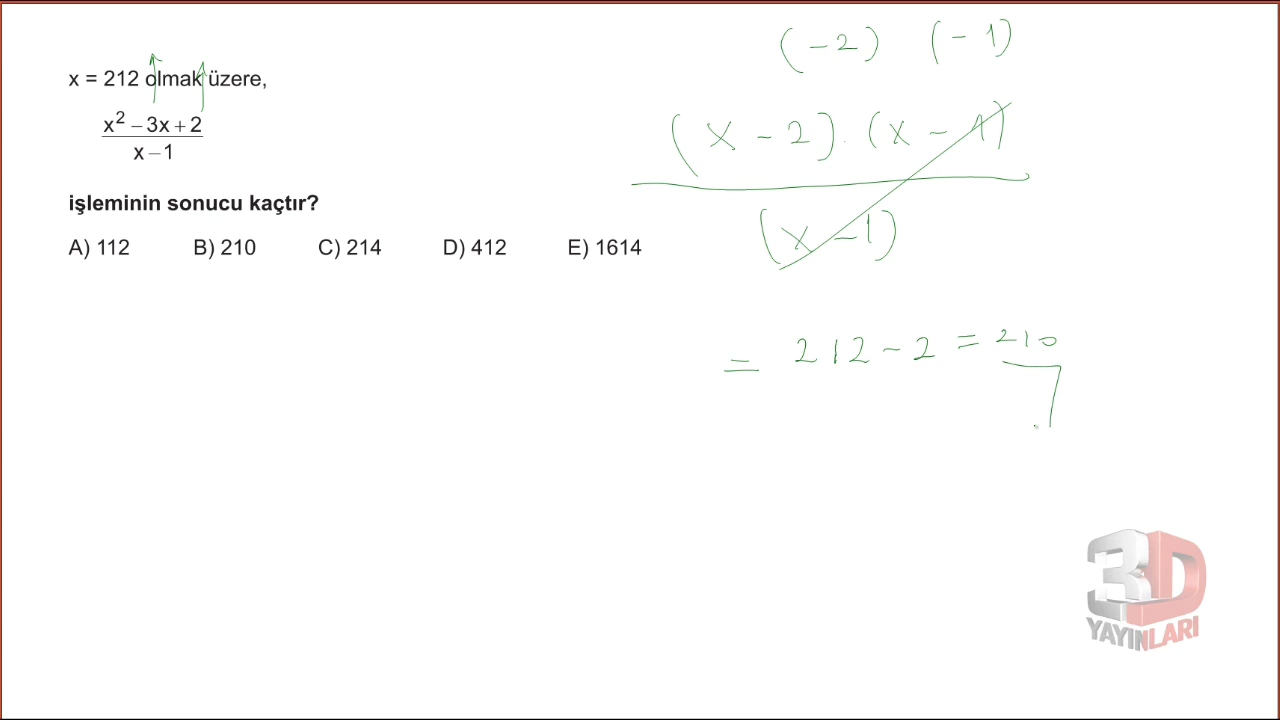 x = 212 olmak üzere,
x² – 3x + 2
x – 1
işleminin sonucu kaçtır?
A) 112 B) 210 C) 214 D) 412 E) 1614
(-2) (-1)
(x - 2) . (x - 1)
(x - 1)
= 212 - 2 = 210
3D
YAYINLARI